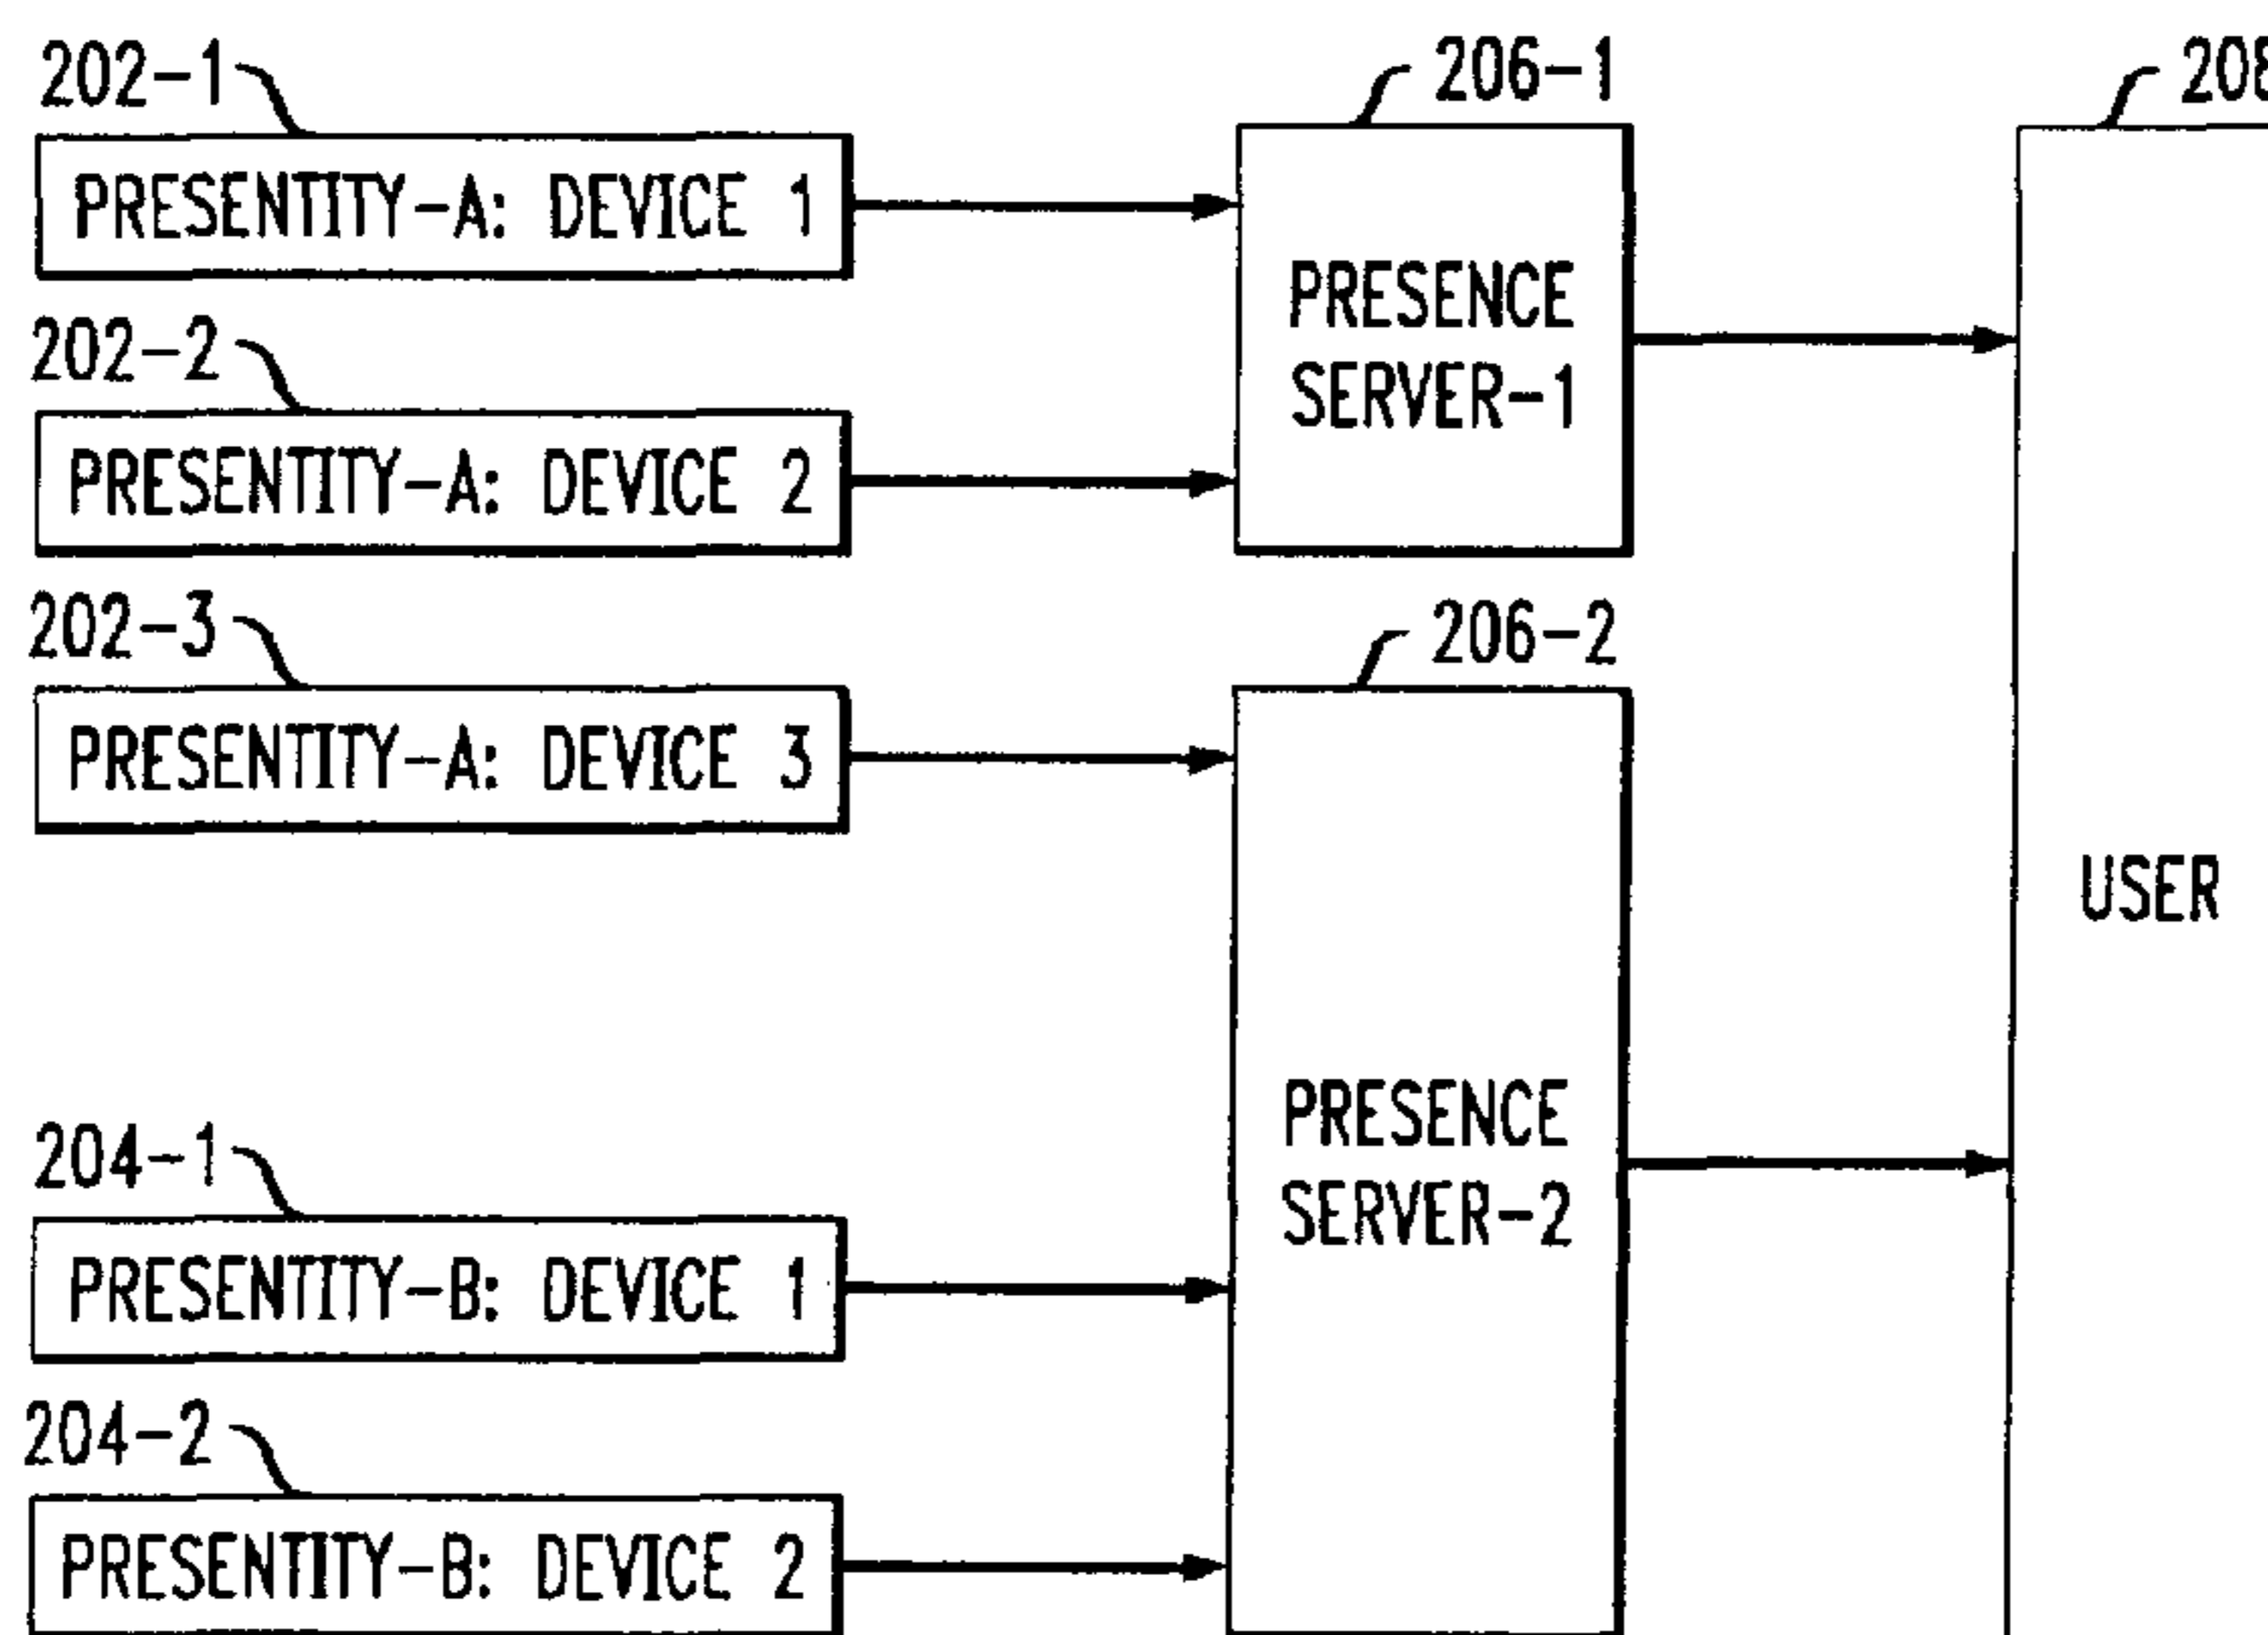 202-1
206-1
208
PRESENTITY-A: DEVICE 1
PRESENCE
SERVER-1
202-2
PRESENTITY-A: DEVICE 2
202-3
206-2
PRESENTITY-A: DEVICE 3
USER
PRESENCE
SERVER-2
204-1
PRESENTITY-B: DEVICE 1
204-2
PRESENTITY-B: DEVICE 2